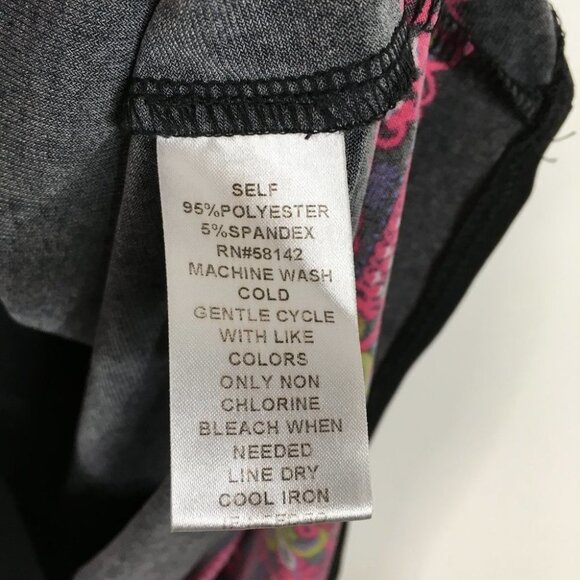 SELF
95%POLYESTER
5%SPANDEX
RN#58142
MACHINE WASH
COLD
GENTLE CYCLE
WITH LIKE
COLORS
ONLY NON
CHLORINE
BLEACH WHEN
NEEDED
LINE DRY
COOL IRON